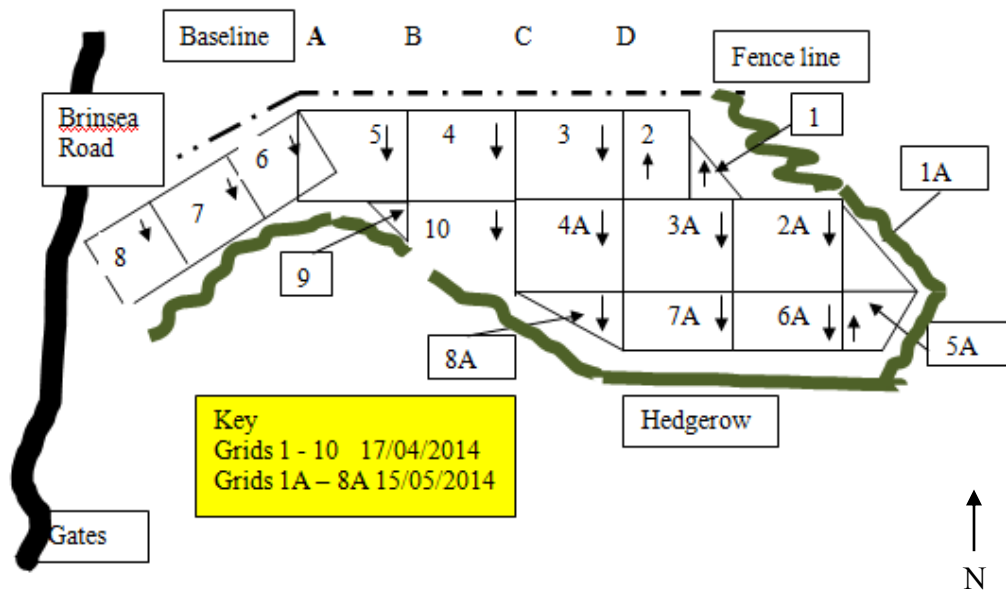 Baseline A B C D
Fence line
1
Brinsea
Road
5 4 3 2
6
1A
7
8
10 4A 3A 2A
9
7A 6A
8A
5A
Key
Grids 1 - 10 17/04/2014
Grids 1A – 8A 15/05/2014
Hedgerow
Gates
N